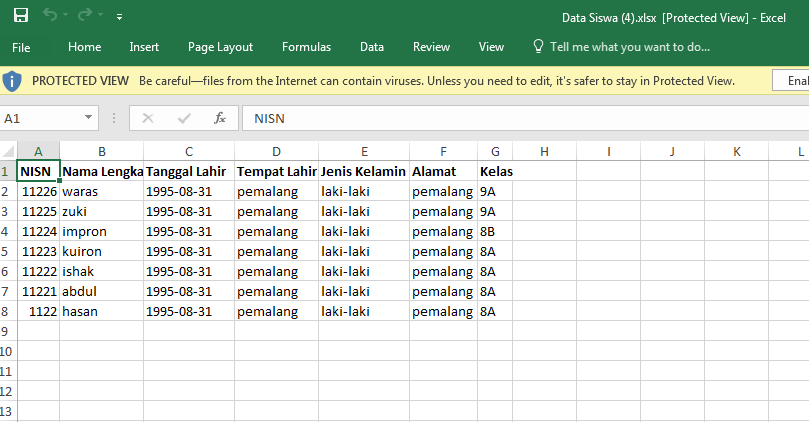 Data Siswa (4).xlsx [Protected View] - Excel
File Home Insert Page Layout Formulas Data Review View Tell me what you want to do...
PROTECTED VIEW Be careful—files from the Internet can contain viruses. Unless you need to edit, it's safer to stay in Protected View. Enal
A1 fx NISN
A B C D E F G H I J K L
1 NISN Nama Lengka Tanggal Lahir Tempat Lahir Jenis Kelamin Alamat Kelas
2 11226 waras 1995-08-31 pemalang laki-laki pemalang 9A
3 11225 zuki 1995-08-31 pemalang laki-laki pemalang 9A
4 11224 impron 1995-08-31 pemalang laki-laki pemalang 8B
5 11223 kuiron 1995-08-31 pemalang laki-laki pemalang 8A
6 11222 ishak 1995-08-31 pemalang laki-laki pemalang 8A
7 11221 abdul 1995-08-31 pemalang laki-laki pemalang 8A
8 1122 hasan 1995-08-31 pemalang laki-laki pemalang 8A
9
10
11
12
13